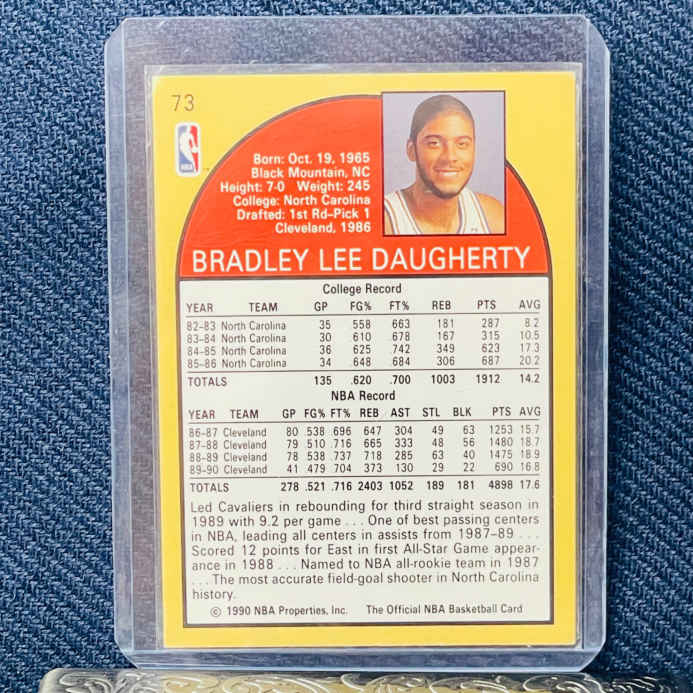 73
NBA
Born: Oct. 19, 1965
Black Mountain, NC
Height: 7-0 Weight: 245
College: North Carolina
Drafted: 1st Rd-Pick 1
Cleveland, 1986
BRADLEY LEE DAUGHERTY
College Record
YEAR TEAM GP FG% FT% REB PTS AVG
82-83 North Carolina 35 .558 .663 181 287 8.2
83-84 North Carolina 30 .610 .678 167 315 10.5
84-85 North Carolina 36 .625 .742 349 623 17.3
85-86 North Carolina 34 .648 .684 306 687 20.2
TOTALS 135 .620 .700 1003 1912 14.2
NBA Record
YEAR TEAM GP FG% FT% REB AST STL BLK PTS AVG
86-87 Cleveland 80 .538 .696 647 304 49 63 1253 15.7
87-88 Cleveland 79 .510 .716 665 333 48 56 1480 18.7
88-89 Cleveland 78 .538 .737 718 285 63 40 1475 18.9
89-90 Cleveland 41 .479 .704 373 130 29 22 690 16.8
TOTALS 278 .521 .716 2403 1052 189 181 4898 17.6
Led Cavaliers in rebounding for third straight season in
1989 with 9.2 per game . . . One of best passing centers
in NBA, leading all centers in assists from 1987–89 . . .
Scored 12 points for East in first All-Star Game appear-
ance in 1988 . . . Named to NBA all-rookie team in 1987
. . . The most accurate field-goal shooter in North Carolina
history.
© 1990 NBA Properties, Inc. The Official NBA Basketball Card